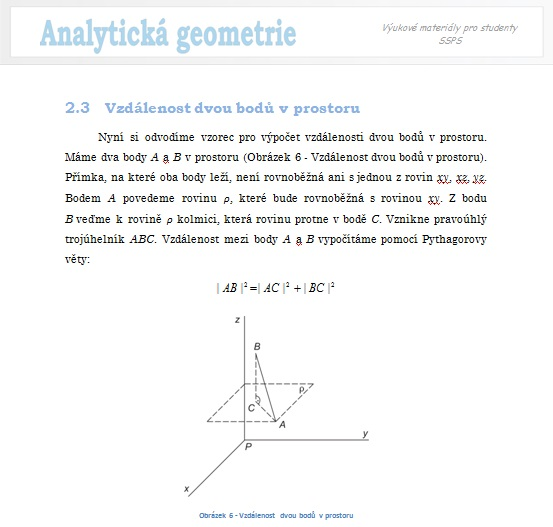 Analytická geometrie
Výukové materiály pro studenty
SSPS
2.3 Vzdálenost dvou bodů v prostoru
Nyní si odvodíme vzorec pro výpočet vzdálenosti dvou bodů v prostoru.
Máme dva body A a B v prostoru (Obrázek 6 - Vzdálenost dvou bodů v prostoru).
Přímka, na které oba body leží, není rovnoběžná ani s jednou z rovin xy, xz, yz.
Bodem A povedeme rovinu ρ, které bude rovnoběžná s rovinou xy. Z bodu
B veďme k rovině ρ kolmici, která rovinu protne v bodě C. Vznikne pravoúhlý
trojúhelník ABC. Vzdálenost mezi body A a B vypočítáme pomocí Pythagorovy
věty:
| AB |²=| AC |² + | BC |²
z
B
ρ
C
A
y
P
x
Obrázek 6 - Vzdálenost dvou bodů v prostoru